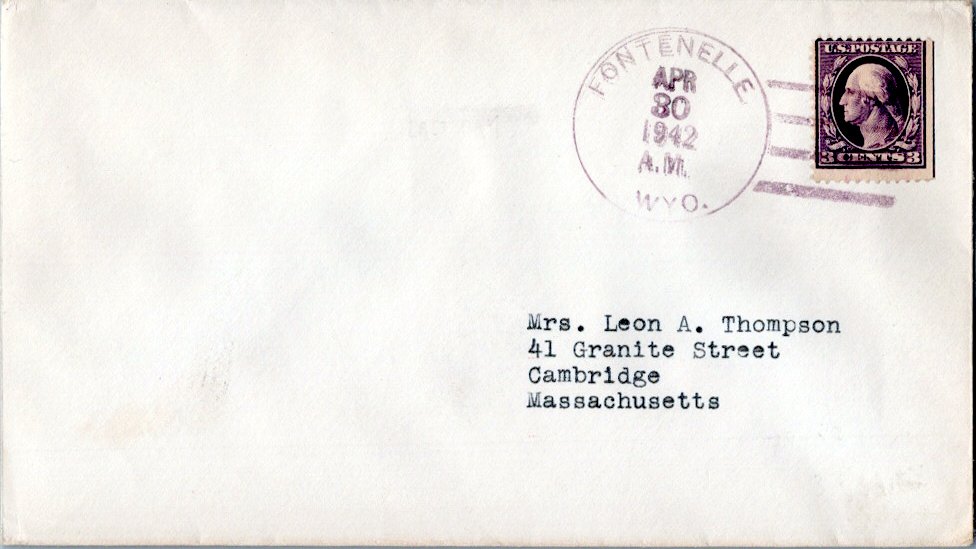 FONTENELLE
APR
30
1942
A.M.
WYO.
U.S. POSTAGE
3 CENTS 3
Mrs. Leon A. Thompson
41 Granite Street
Cambridge
Massachusetts